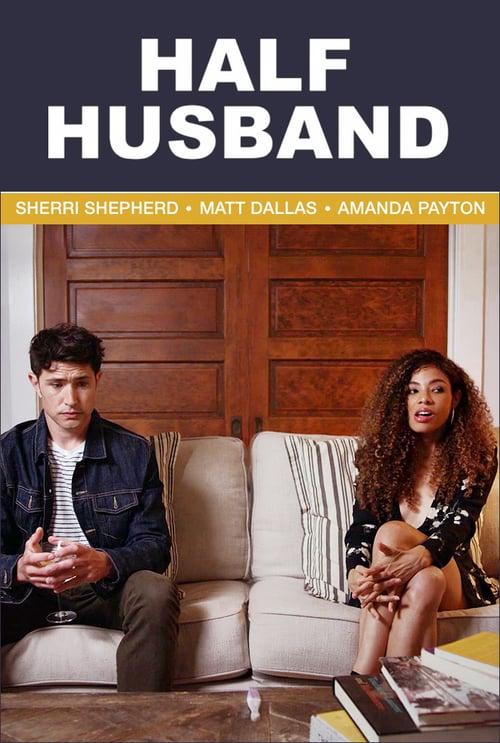 HALF
HUSBAND
SHERRI SHEPHERD • MATT DALLAS • AMANDA PAYTON